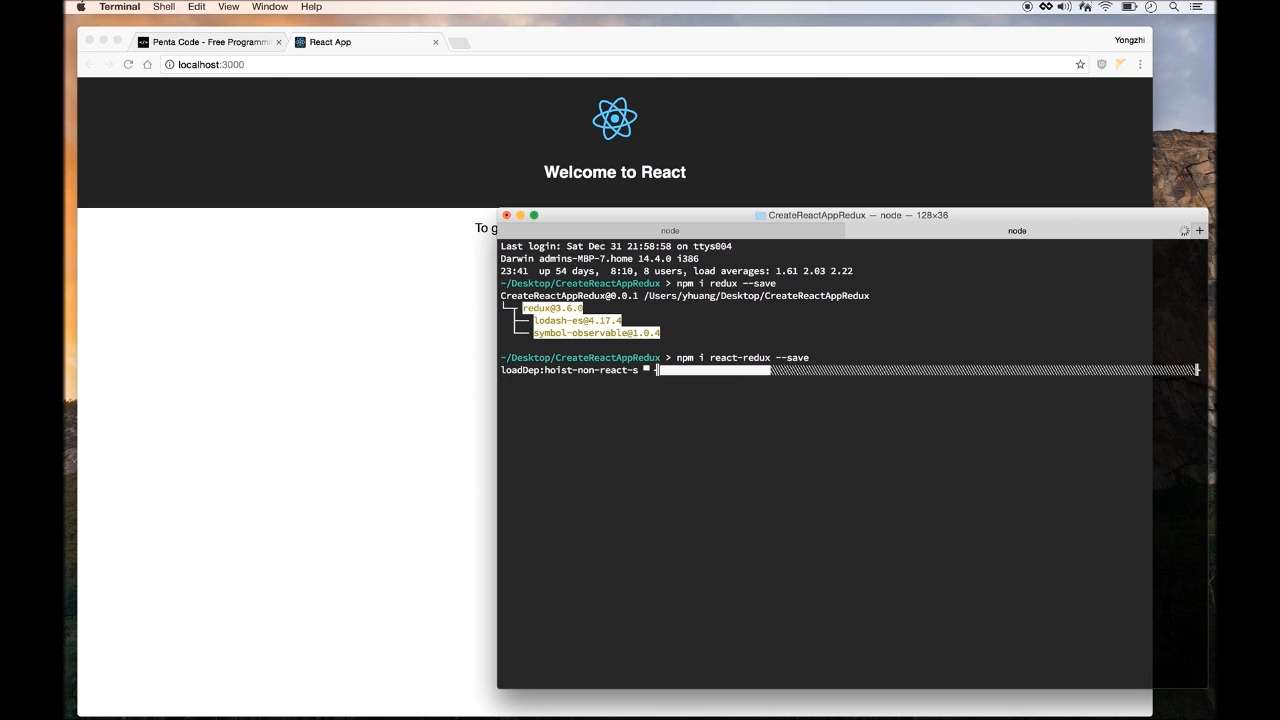 Terminal Shell Edit View Window Help
Penta Code - Free Programmi
React App
Yongzhi
localhost:3000
Welcome to React
To g
CreateReactAppRedux — node — 128×36
node
node
Last login: Sat Dec 31 21:58:58 on ttys004
Darwin admins-MBP-7.home 14.4.0 i386
23:41  up 54 days,  8:10, 8 users, load averages: 1.61 2.03 2.22
~/Desktop/CreateReactAppRedux > npm i redux --save
CreateReactAppRedux@0.0.1 /Users/yhuang/Desktop/CreateReactAppRedux
└─┬ redux@3.6.0
  ├── lodash-es@4.17.4
  └── symbol-observable@1.0.4
~/Desktop/CreateReactAppRedux > npm i react-redux --save
loadDep:hoist-non-react-s